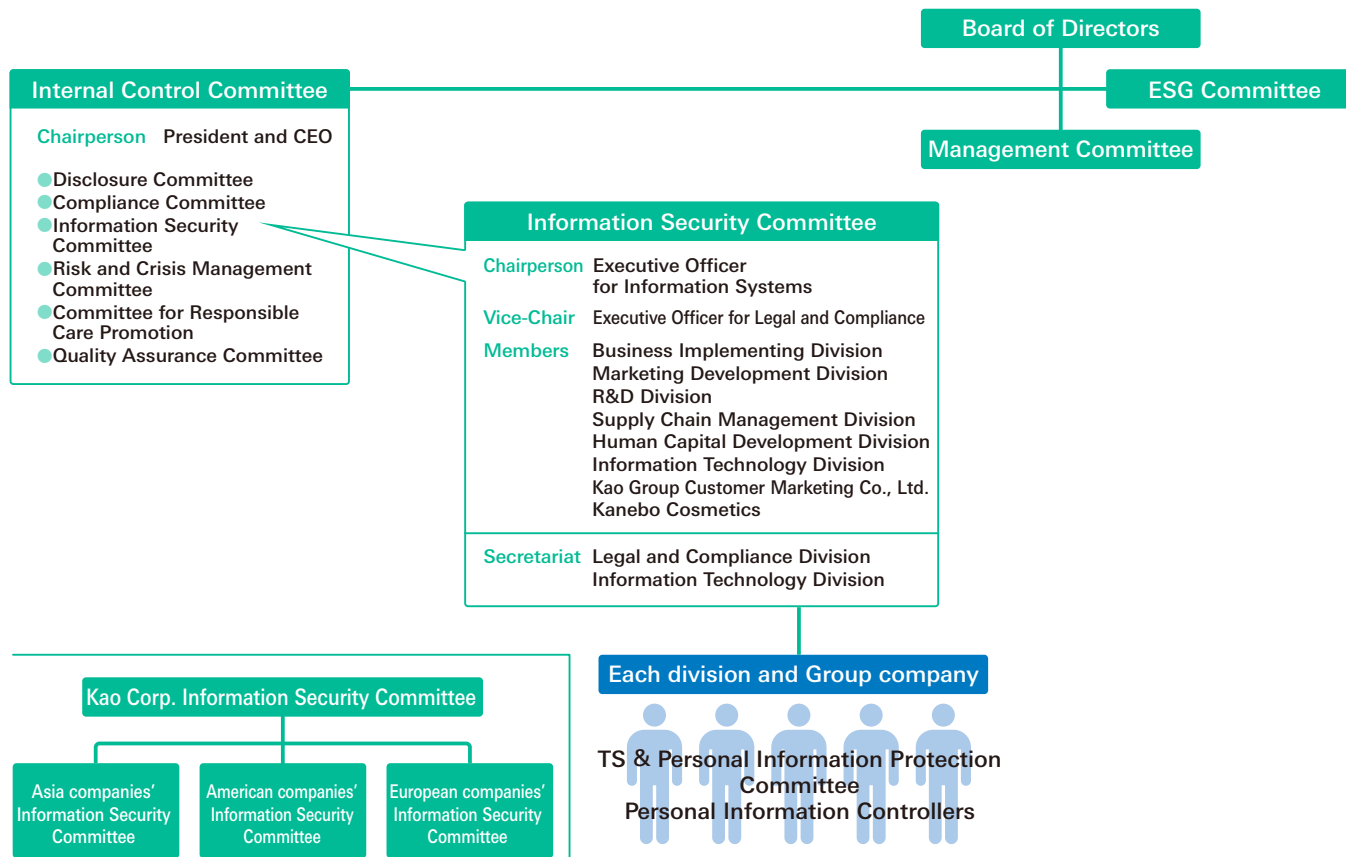 Board of Directors
Internal Control Committee
ESG Committee
Chairperson President and CEO
Management Committee
●Disclosure Committee
●Compliance Committee
●Information Security
Committee
●Risk and Crisis Management
Committee
●Committee for Responsible
Care Promotion
●Quality Assurance Committee
Information Security Committee
Chairperson Executive Officer
for Information Systems
Vice-Chair Executive Officer for Legal and Compliance
Members Business Implementing Division
Marketing Development Division
R&D Division
Supply Chain Management Division
Human Capital Development Division
Information Technology Division
Kao Group Customer Marketing Co., Ltd.
Kanebo Cosmetics
Secretariat Legal and Compliance Division
Information Technology Division
Each division and Group company
TS & Personal Information Protection
Committee
Personal Information Controllers
Kao Corp. Information Security Committee
Asia companies'
Information Security
Committee
American companies'
Information Security
Committee
European companies'
Information Security
Committee